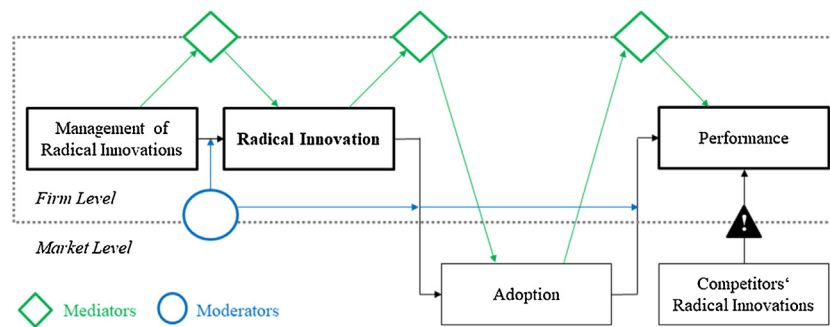 Management of
Radical Innovations
Radical Innovation
Performance
Firm Level
!
Market Level
Adoption
Competitors‘
Radical Innovations
Mediators
Moderators